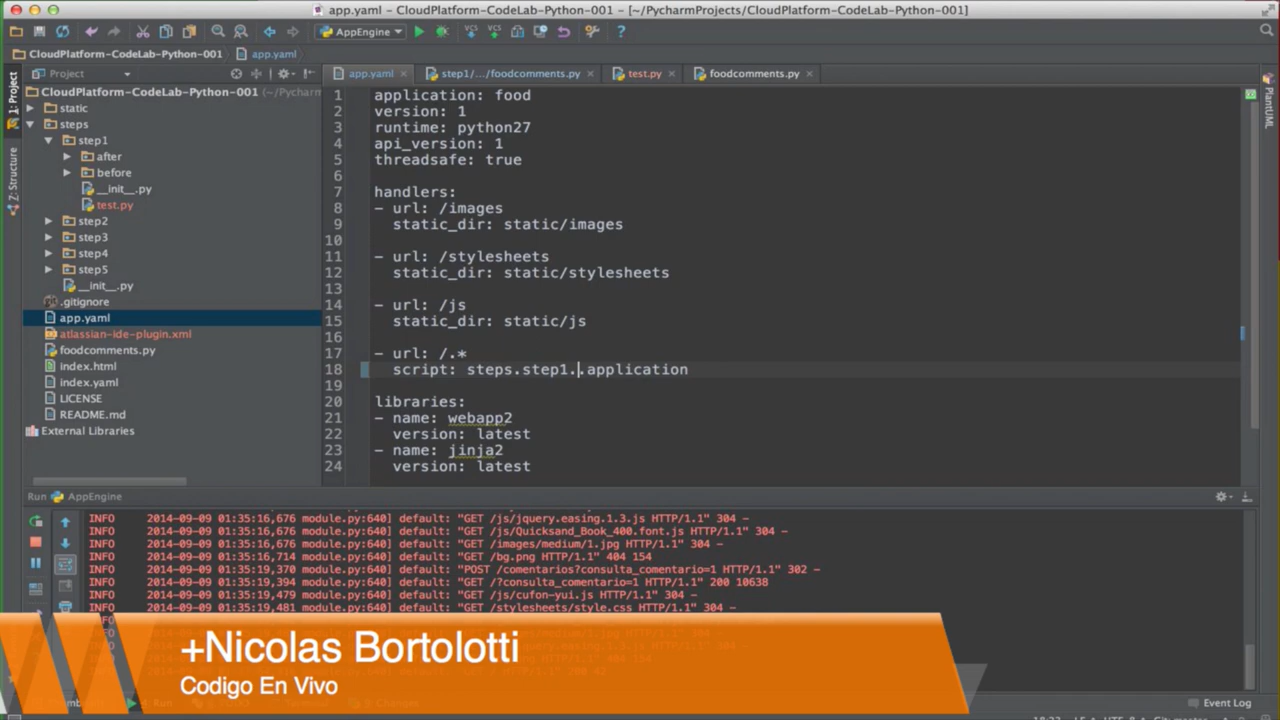 app.yaml - CloudPlatform-CodeLab-Python-001 - [~/PycharmProjects/CloudPlatform-CodeLab-Python-001]
AppEngine
CloudPlatform-CodeLab-Python-001
app.yaml
1: Project
Z: Structure
Project
CloudPlatform-CodeLab-Python-001 (~/Pycharm
static
steps
step1
after
before
__init__.py
test.py
step2
step3
step4
step5
__init__.py
.gitignore
app.yaml
atlassian-ide-plugin.xml
foodcomments.py
index.html
index.yaml
LICENSE
README.md
External Libraries
app.yaml
step1/.../foodcomments.py
test.py
foodcomments.py
PlantUML
1 application: food
2 version: 1
3 runtime: python27
4 api_version: 1
5 threadsafe: true
6
7 handlers:
8 - url: /images
9 static_dir: static/images
10
11 - url: /stylesheets
12 static_dir: static/stylesheets
13
14 - url: /js
15 static_dir: static/js
16
17 - url: /.*
18 script: steps.step1..application
19
20 libraries:
21 - name: webapp2
22 version: latest
23 - name: jinja2
24 version: latest
Run AppEngine
INFO 2014-09-09 01:35:16,676 module.py:640] default: "GET /js/jquery.easing.1.3.js HTTP/1.1" 304 -
INFO 2014-09-09 01:35:16,676 module.py:640] default: "GET /js/Quicksand_Book_400.font.js HTTP/1.1" 304 -
INFO 2014-09-09 01:35:16,676 module.py:640] default: "GET /images/medium/1.jpg HTTP/1.1" 304 -
INFO 2014-09-09 01:35:16,714 module.py:640] default: "GET /bg.png HTTP/1.1" 404 154
INFO 2014-09-09 01:35:19,370 module.py:640] default: "POST /comentarios?consulta_comentario=1 HTTP/1.1" 302 -
INFO 2014-09-09 01:35:19,394 module.py:640] default: "GET /?consulta_comentario=1 HTTP/1.1" 200 10638
INFO 2014-09-09 01:35:19,479 module.py:640] default: "GET /js/cufon-yui.js HTTP/1.1" 304 -
INFO 2014-09-09 01:35:19,481 module.py:640] default: "GET /stylesheets/style.css HTTP/1.1" 304 -
+Nicolas Bortolotti
Codigo En Vivo
Event Log